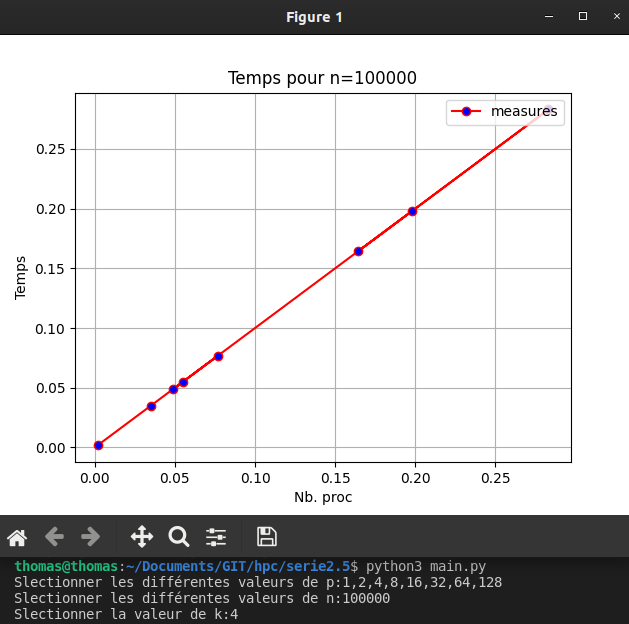 Figure 1
Temps pour n=100000
measures
Temps
0.25
0.20
0.15
0.10
0.05
0.00
0.00 0.05 0.10 0.15 0.20 0.25
Nb. proc
thomas@thomas:~/Documents/GIT/hpc/serie2.5$ python3 main.py
Slectionner les différentes valeurs de p:1,2,4,8,16,32,64,128
Slectionner les différentes valeurs de n:100000
Slectionner la valeur de k:4